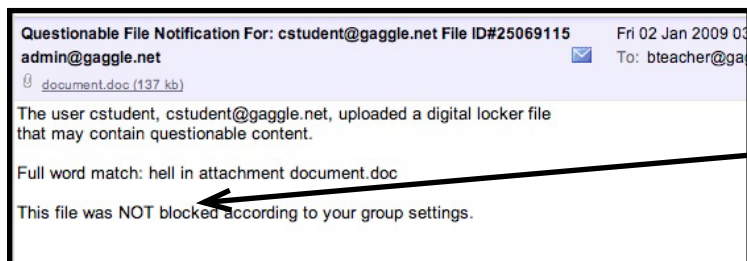 Questionable File Notification For: cstudent@gaggle.net File ID#25069115 Fri 02 Jan 2009 03
admin@gaggle.net To: bteacher@gag
document.doc (137 kb)
The user cstudent, cstudent@gaggle.net, uploaded a digital locker file
that may contain questionable content.
Full word match: hell in attachment document.doc
This file was NOT blocked according to your group settings.